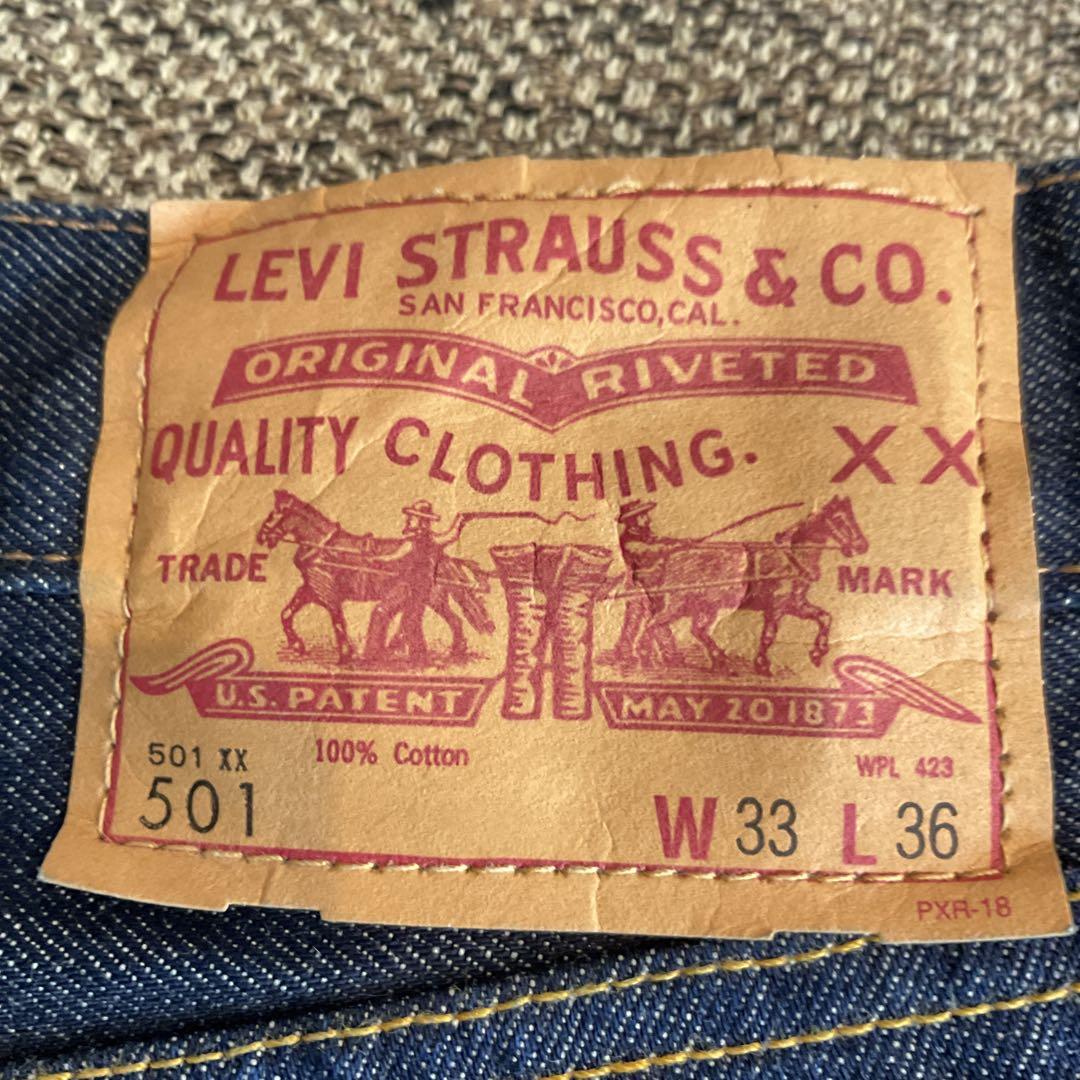 LEVI STRAUSS & CO.
SAN FRANCISCO, CAL.
ORIGINAL RIVETED
QUALITY CLOTHING. XX
TRADE MARK
U.S. PATENT MAY 20 1873
501 XX 100% Cotton WPL 423
501 W 33 L 36
PXR-18